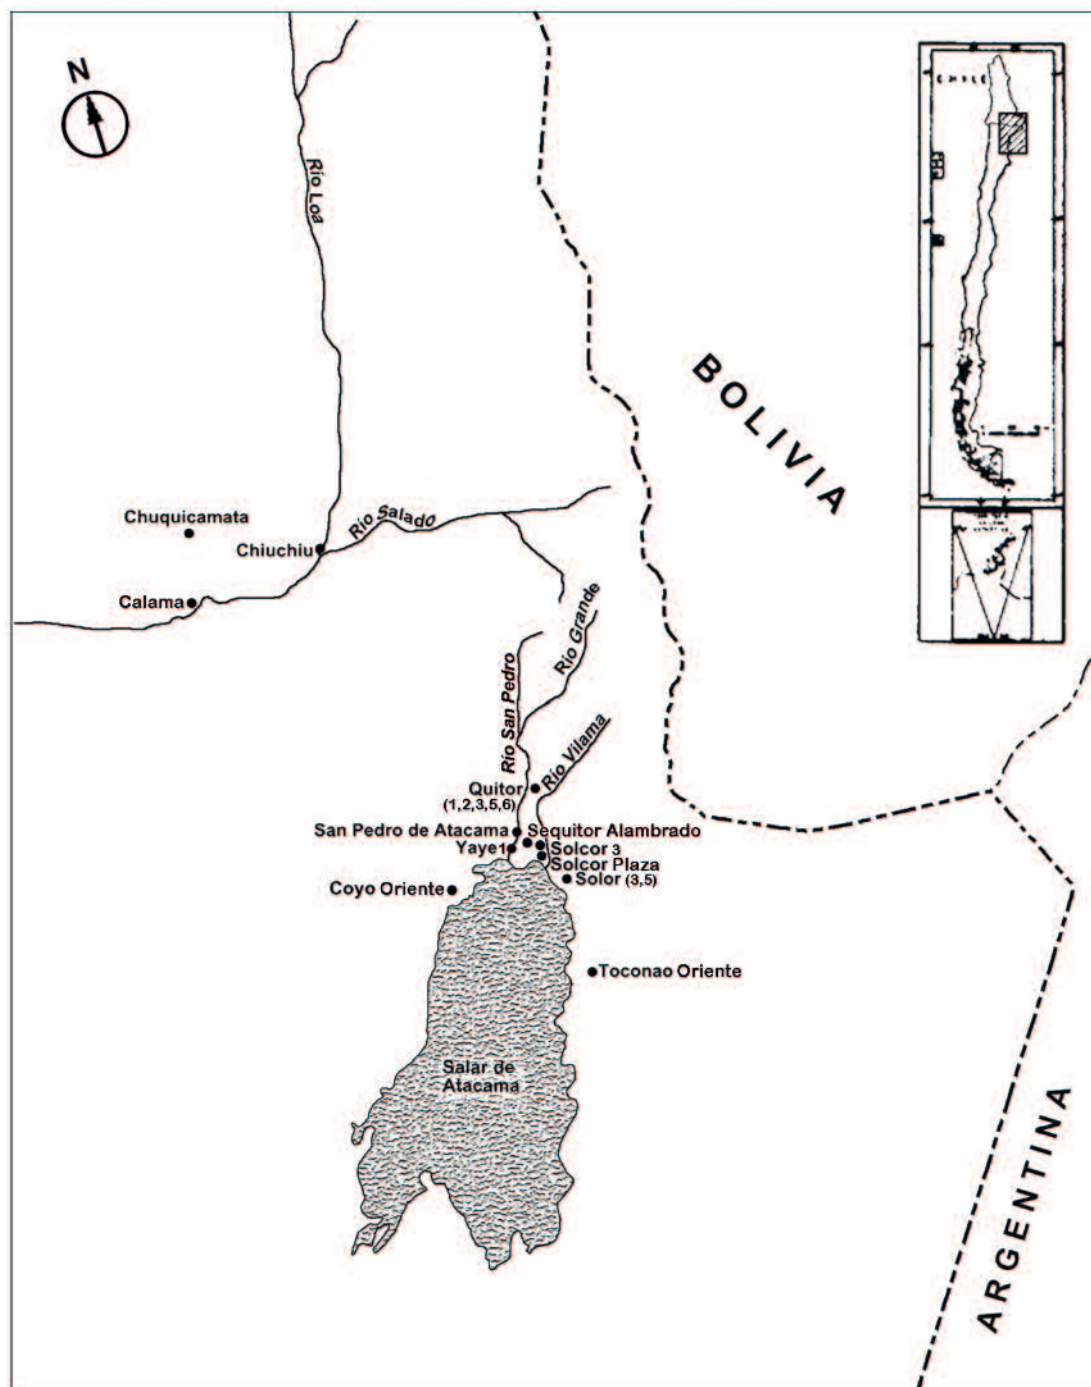 N
CHILE
Río Loa
BOLIVIA
Chuquicamata
Río Salado
Chiuchiu
Calama
Río Grande
Río San Pedro
Río Vilama
Quitor
(1,2,3,5,6)
San Pedro de Atacama
Sequitor Alambrado
Yaye1
Solcor 3
Solcor Plaza
Solor (3,5)
Coyo Oriente
Toconao Oriente
Salar de
Atacama
ARGENTINA